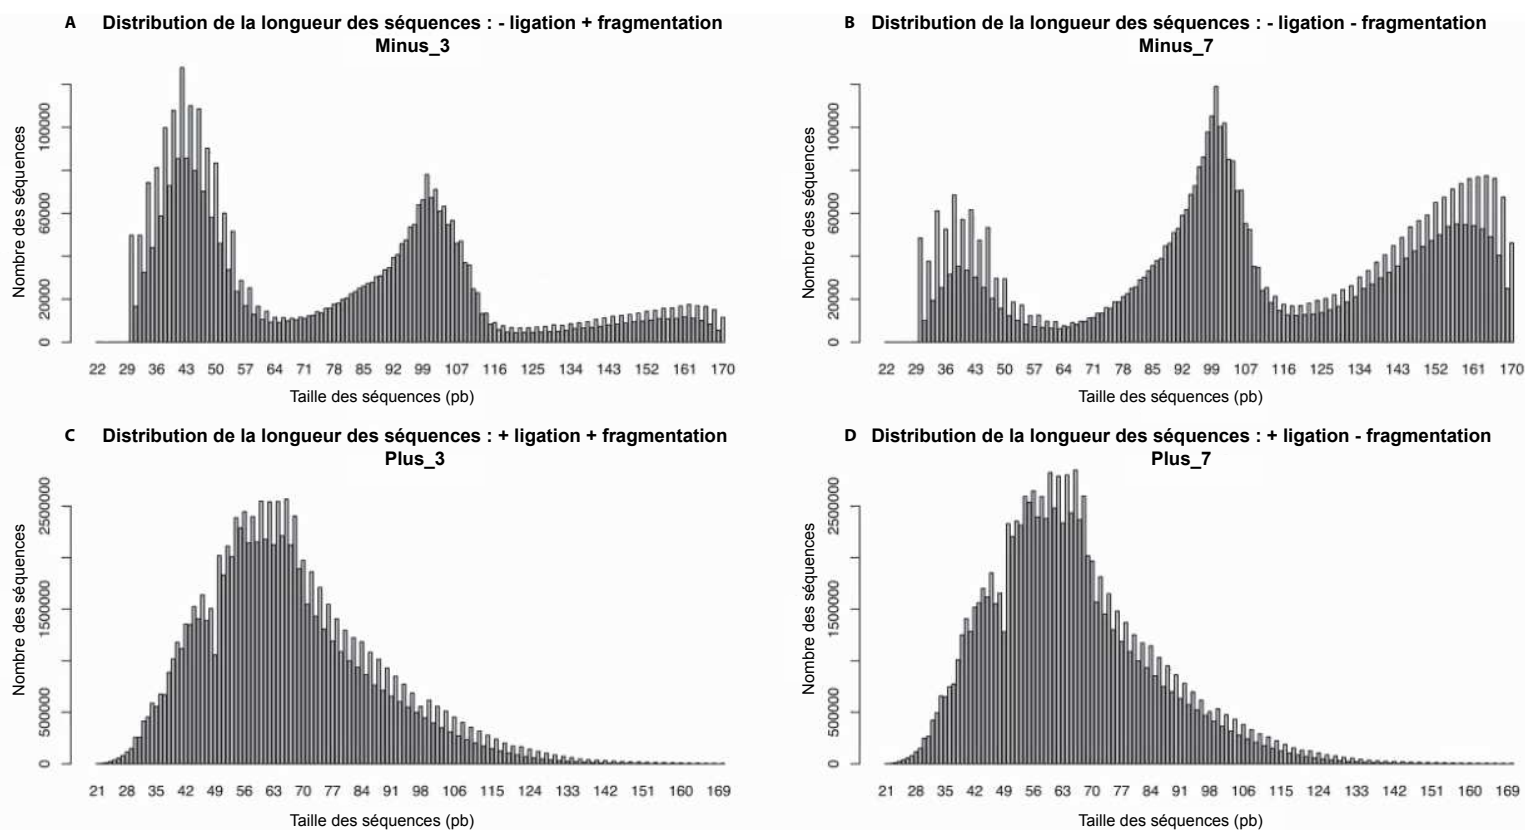 A Distribution de la longueur des séquences : - ligation + fragmentation
Minus_3
Nombre des séquences
0 20000 60000 100000
22 29 36 43 50 57 64 71 78 85 92 99 107 116 125 134 143 152 161 170
Taille des séquences (pb)
B Distribution de la longueur des séquences : - ligation - fragmentation
Minus_7
Nombre des séquences
0 20000 60000 100000
22 29 36 43 50 57 64 71 78 85 92 99 107 116 125 134 143 152 161 170
Taille des séquences (pb)
C Distribution de la longueur des séquences : + ligation + fragmentation
Plus_3
Nombre des séquences
0 500000 1500000 2500000
21 28 35 42 49 56 63 70 77 84 91 98 106 115 124 133 142 151 160 169
Taille des séquences (pb)
D Distribution de la longueur des séquences : + ligation - fragmentation
Plus_7
Nombre des séquences
0 500000 1500000 2500000
21 28 35 42 49 56 63 70 77 84 91 98 106 115 124 133 142 151 160 169
Taille des séquences (pb)